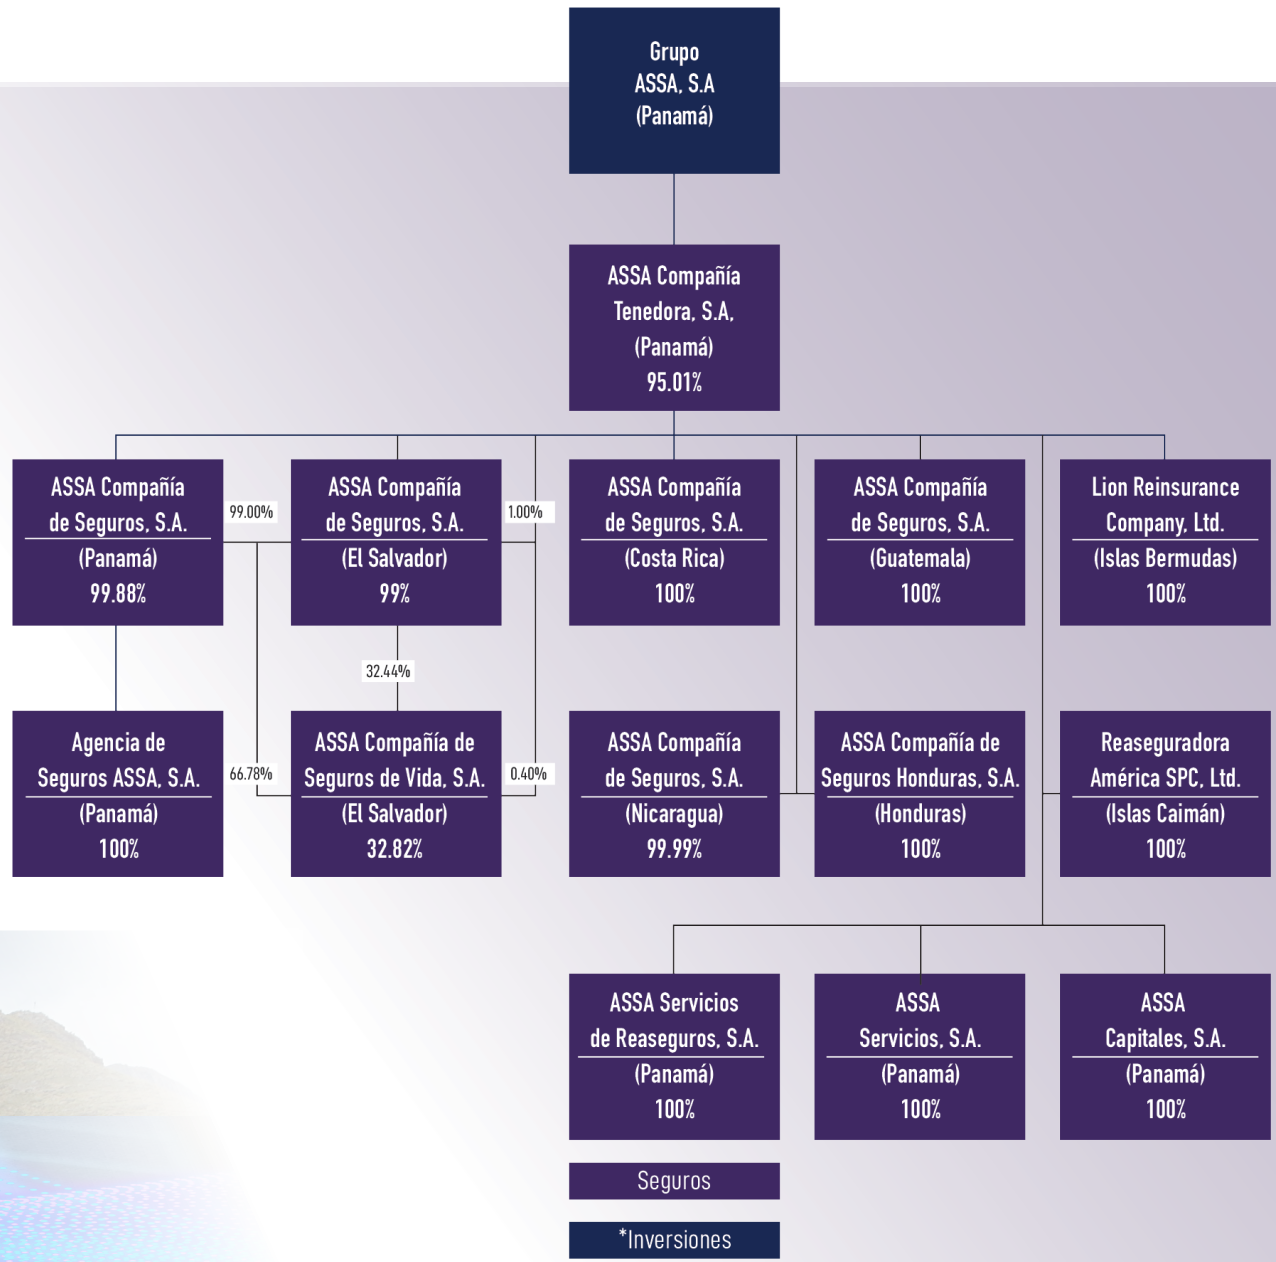 Grupo
ASSA, S.A
(Panamá)
ASSA Compañía
Tenedora, S.A,
(Panamá)
95.01%
ASSA Compañía
de Seguros, S.A.
(Panamá)
99.88%
99.00%
ASSA Compañía
de Seguros, S.A.
(El Salvador)
99%
1.00%
ASSA Compañía
de Seguros, S.A.
(Costa Rica)
100%
ASSA Compañía
de Seguros, S.A.
(Guatemala)
100%
Lion Reinsurance
Company, Ltd.
(Islas Bermudas)
100%
32.44%
Agencia de
Seguros ASSA, S.A.
(Panamá)
100%
66.78%
ASSA Compañía de
Seguros de Vida, S.A.
(El Salvador)
32.82%
0.40%
ASSA Compañía
de Seguros, S.A.
(Nicaragua)
99.99%
ASSA Compañía de
Seguros Honduras, S.A.
(Honduras)
100%
Reaseguradora
América SPC, Ltd.
(Islas Caimán)
100%
ASSA Servicios
de Reaseguros, S.A.
(Panamá)
100%
ASSA
Servicios, S.A.
(Panamá)
100%
ASSA
Capitales, S.A.
(Panamá)
100%
Seguros
*Inversiones